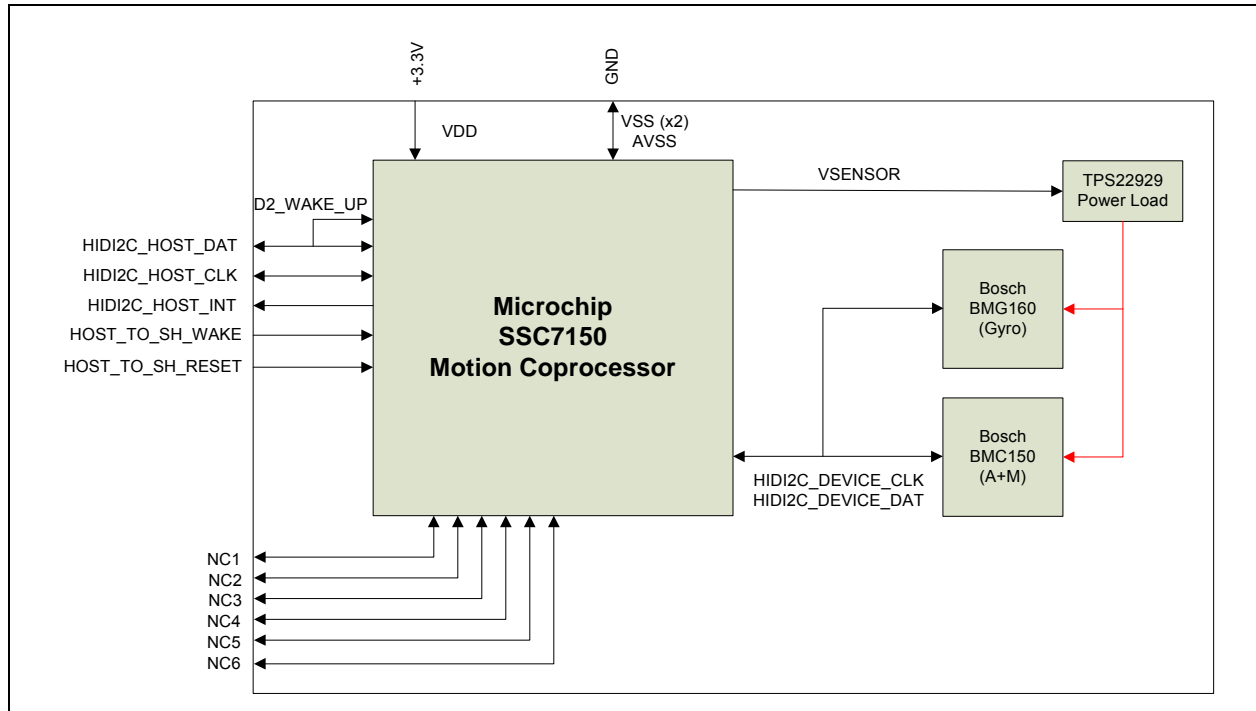 +3.3V
GND
VDD
VSS (x2)
AVSS
VSENSOR
TPS22929
Power Load
D2_WAKE_UP
HIDI2C_HOST_DAT
HIDI2C_HOST_CLK
HIDI2C_HOST_INT
HOST_TO_SH_WAKE
HOST_TO_SH_RESET
Microchip
SSC7150
Motion Coprocessor
Bosch
BMG160
(Gyro)
Bosch
BMC150
(A+M)
HIDI2C_DEVICE_CLK
HIDI2C_DEVICE_DAT
NC1
NC2
NC3
NC4
NC5
NC6